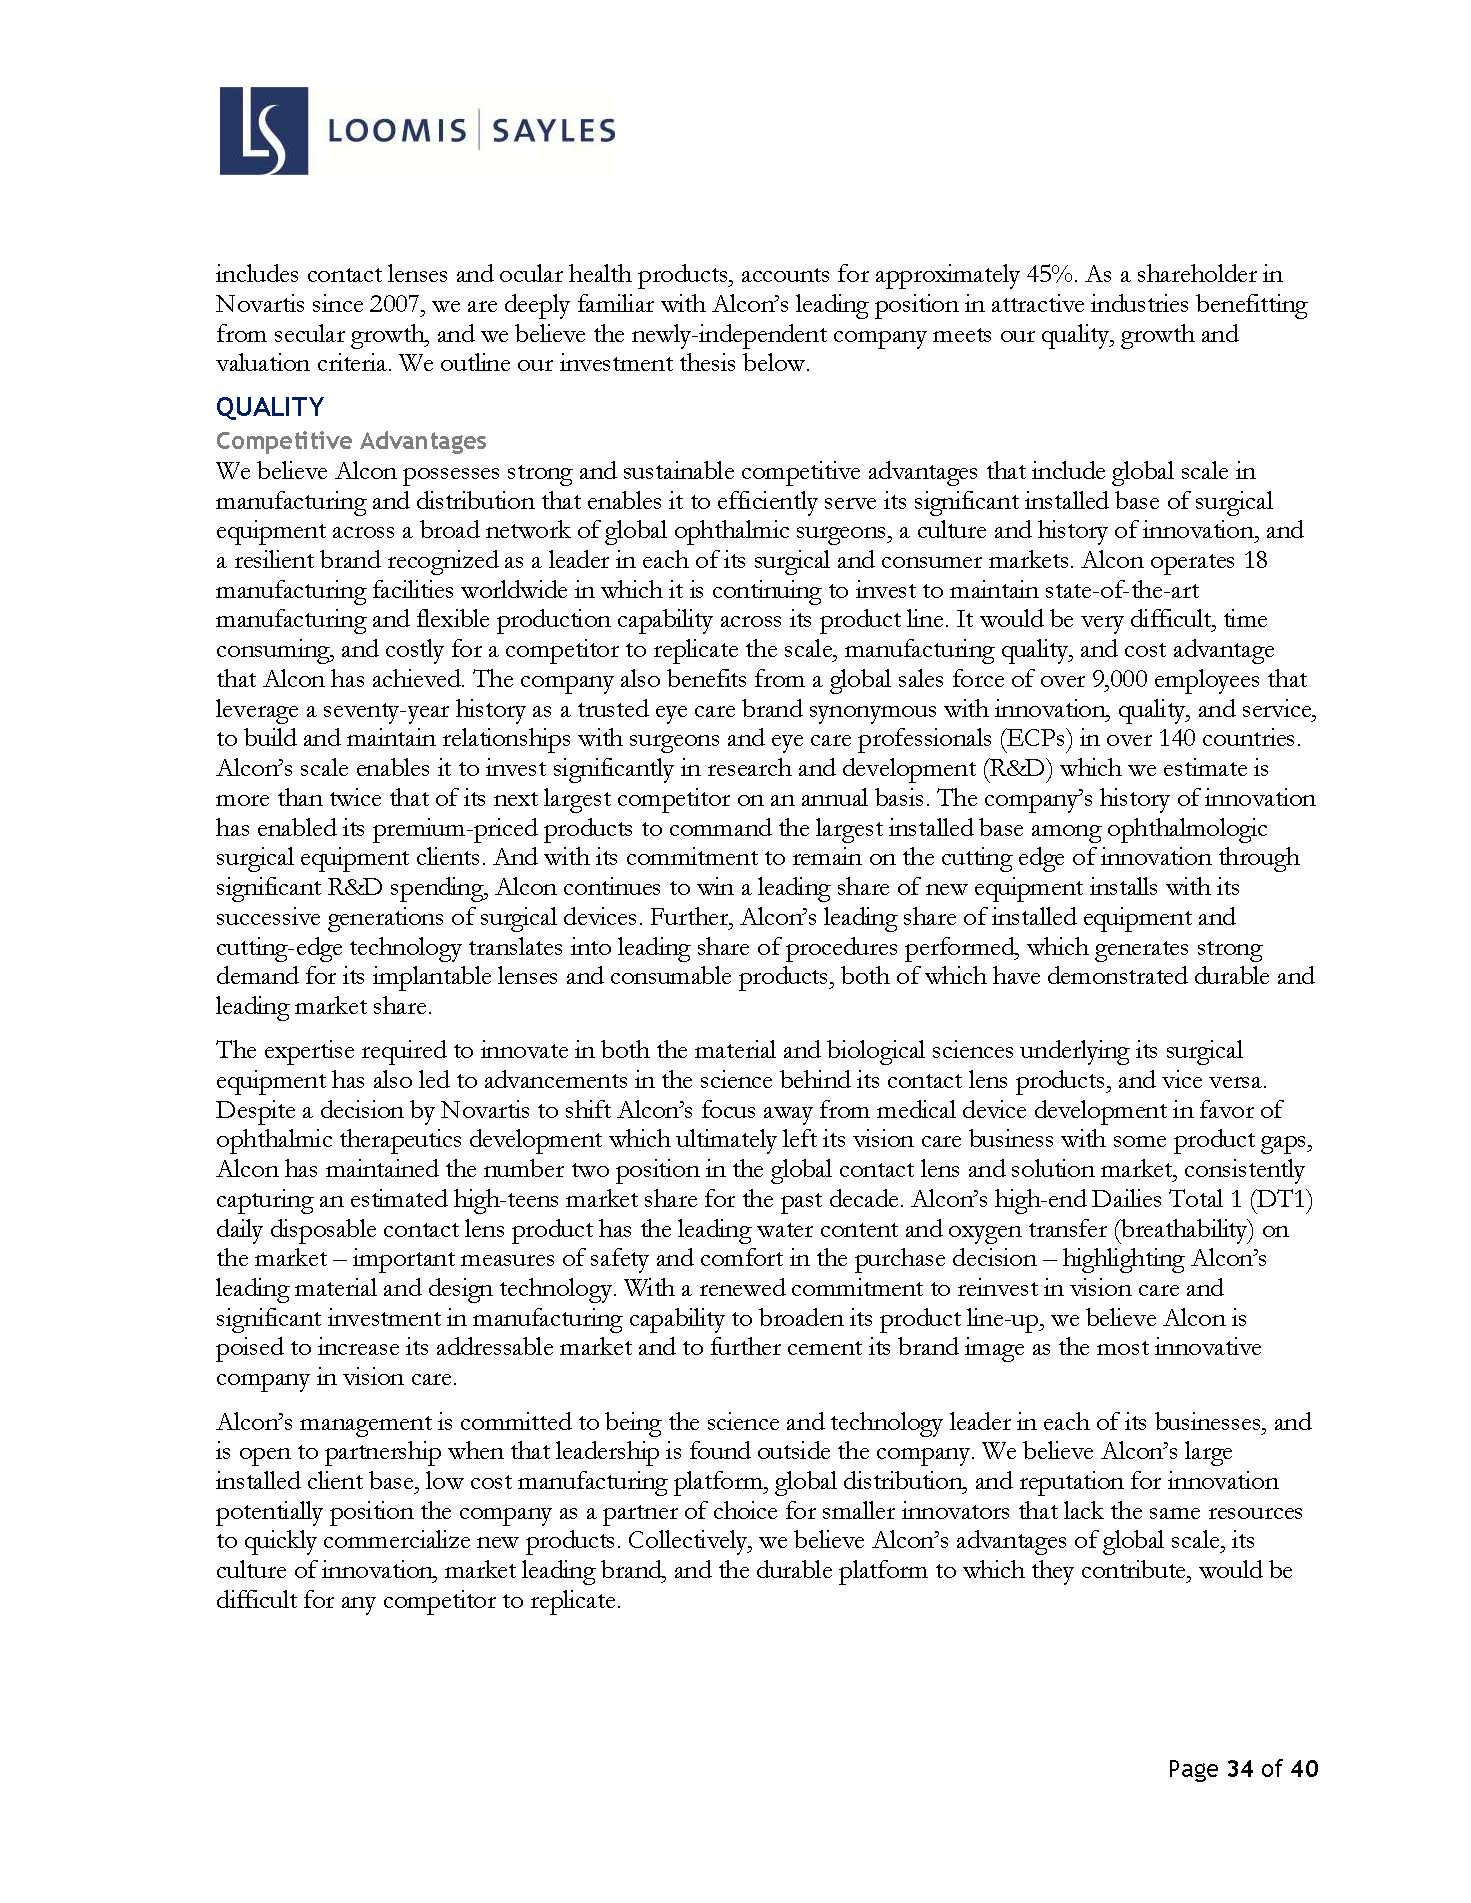 LS LOOMIS | SAYLES
includes contact lenses and ocular health products, accounts for approximately 45%. As a shareholder in
Novartis since 2007, we are deeply familiar with Alcon’s leading position in attractive industries benefitting
from secular growth, and we believe the newly-independent company meets our quality, growth and
valuation criteria. We outline our investment thesis below.
QUALITY
Competitive Advantages
We believe Alcon possesses strong and sustainable competitive advantages that include global scale in
manufacturing and distribution that enables it to efficiently serve its significant installed base of surgical
equipment across a broad network of global ophthalmic surgeons, a culture and history of innovation, and
a resilient brand recognized as a leader in each of its surgical and consumer markets. Alcon operates 18
manufacturing facilities worldwide in which it is continuing to invest to maintain state-of-the-art
manufacturing and flexible production capability across its product line. It would be very difficult, time
consuming, and costly for a competitor to replicate the scale, manufacturing quality, and cost advantage
that Alcon has achieved. The company also benefits from a global sales force of over 9,000 employees that
leverage a seventy-year history as a trusted eye care brand synonymous with innovation, quality, and service,
to build and maintain relationships with surgeons and eye care professionals (ECPs) in over 140 countries.
Alcon’s scale enables it to invest significantly in research and development (R&D) which we estimate is
more than twice that of its next largest competitor on an annual basis. The company’s history of innovation
has enabled its premium-priced products to command the largest installed base among ophthalmologic
surgical equipment clients. And with its commitment to remain on the cutting edge of innovation through
significant R&D spending, Alcon continues to win a leading share of new equipment installs with its
successive generations of surgical devices. Further, Alcon’s leading share of installed equipment and
cutting-edge technology translates into leading share of procedures performed, which generates strong
demand for its implantable lenses and consumable products, both of which have demonstrated durable and
leading market share.
The expertise required to innovate in both the material and biological sciences underlying its surgical
equipment has also led to advancements in the science behind its contact lens products, and vice versa.
Despite a decision by Novartis to shift Alcon’s focus away from medical device development in favor of
ophthalmic therapeutics development which ultimately left its vision care business with some product gaps,
Alcon has maintained the number two position in the global contact lens and solution market, consistently
capturing an estimated high-teens market share for the past decade. Alcon’s high-end Dailies Total 1 (DT1)
daily disposable contact lens product has the leading water content and oxygen transfer (breathability) on
the market – important measures of safety and comfort in the purchase decision – highlighting Alcon’s
leading material and design technology. With a renewed commitment to reinvest in vision care and
significant investment in manufacturing capability to broaden its product line-up, we believe Alcon is
poised to increase its addressable market and to further cement its brand image as the most innovative
company in vision care.
Alcon’s management is committed to being the science and technology leader in each of its businesses, and
is open to partnership when that leadership is found outside the company. We believe Alcon’s large
installed client base, low cost manufacturing platform, global distribution, and reputation for innovation
potentially position the company as a partner of choice for smaller innovators that lack the same resources
to quickly commercialize new products. Collectively, we believe Alcon’s advantages of global scale, its
culture of innovation, market leading brand, and the durable platform to which they contribute, would be
difficult for any competitor to replicate.
Page 34 of 40